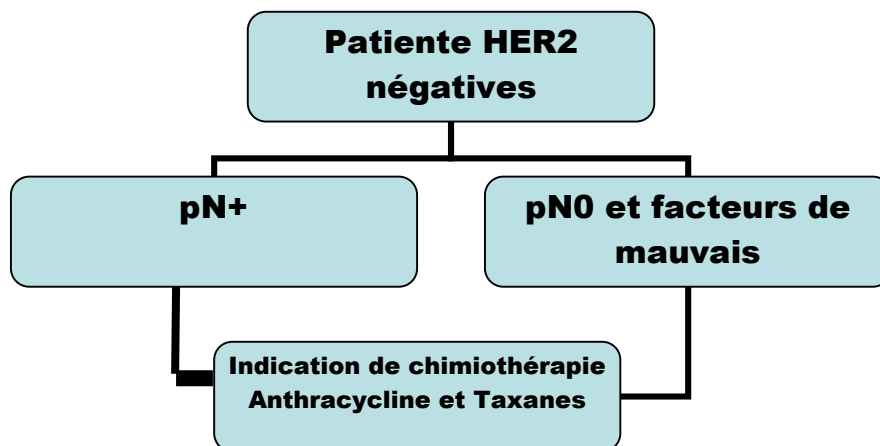 Patiente HER2
négatives
pN+
pN0 et facteurs de
mauvais
Indication de chimiothérapie
Anthracycline et Taxanes